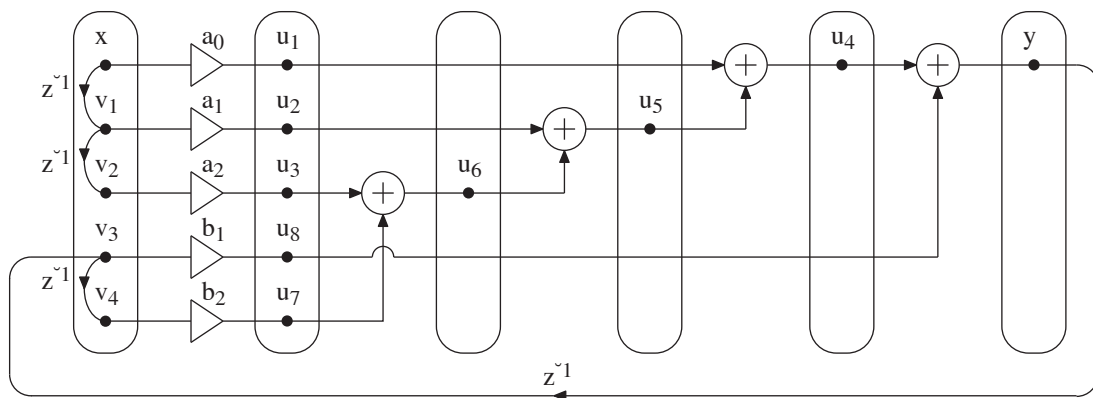 x a₀ u₁ + u₄ + y
z˘¹
v₁ a₁ u₂ + u₅
z˘¹
v₂ a₂ u₃ + u₆
v₃ b₁ u₈
z˘¹
v₄ b₂ u₇
z˘¹